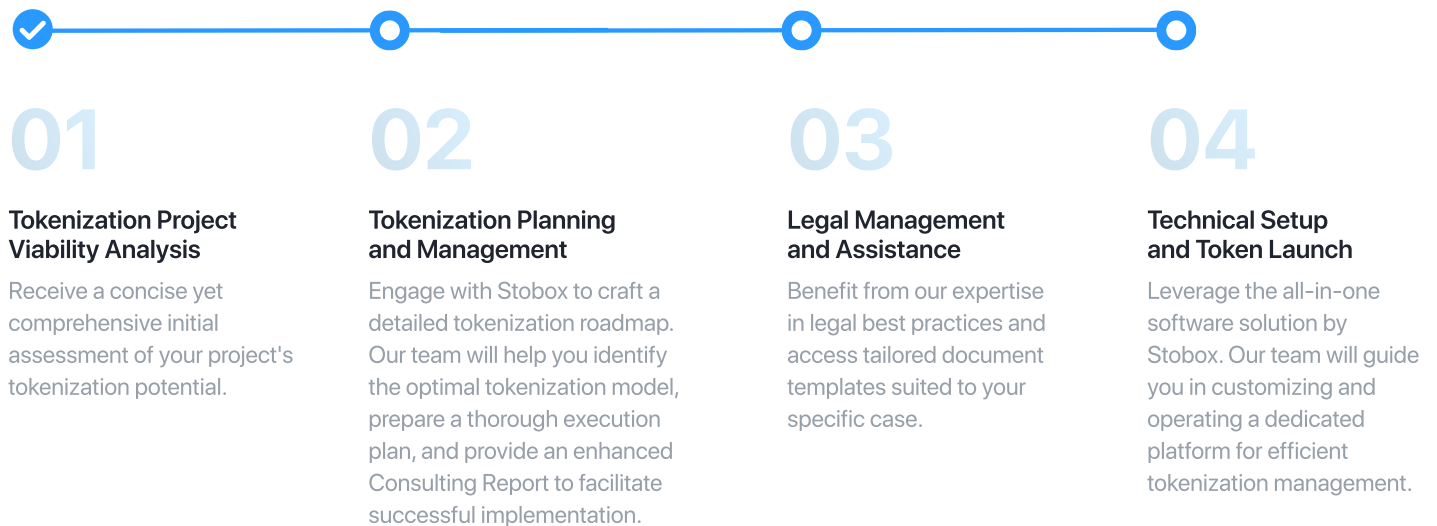 01
Tokenization Project
Viability Analysis
Receive a concise yet
comprehensive initial
assessment of your project's
tokenization potential.
02
Tokenization Planning
and Management
Engage with Stobox to craft a
detailed tokenization roadmap.
Our team will help you identify
the optimal tokenization model,
prepare a thorough execution
plan, and provide an enhanced
Consulting Report to facilitate
successful implementation.
03
Legal Management
and Assistance
Benefit from our expertise
in legal best practices and
access tailored document
templates suited to your
specific case.
04
Technical Setup
and Token Launch
Leverage the all-in-one
software solution by
Stobox. Our team will guide
you in customizing and
operating a dedicated
platform for efficient
tokenization management.